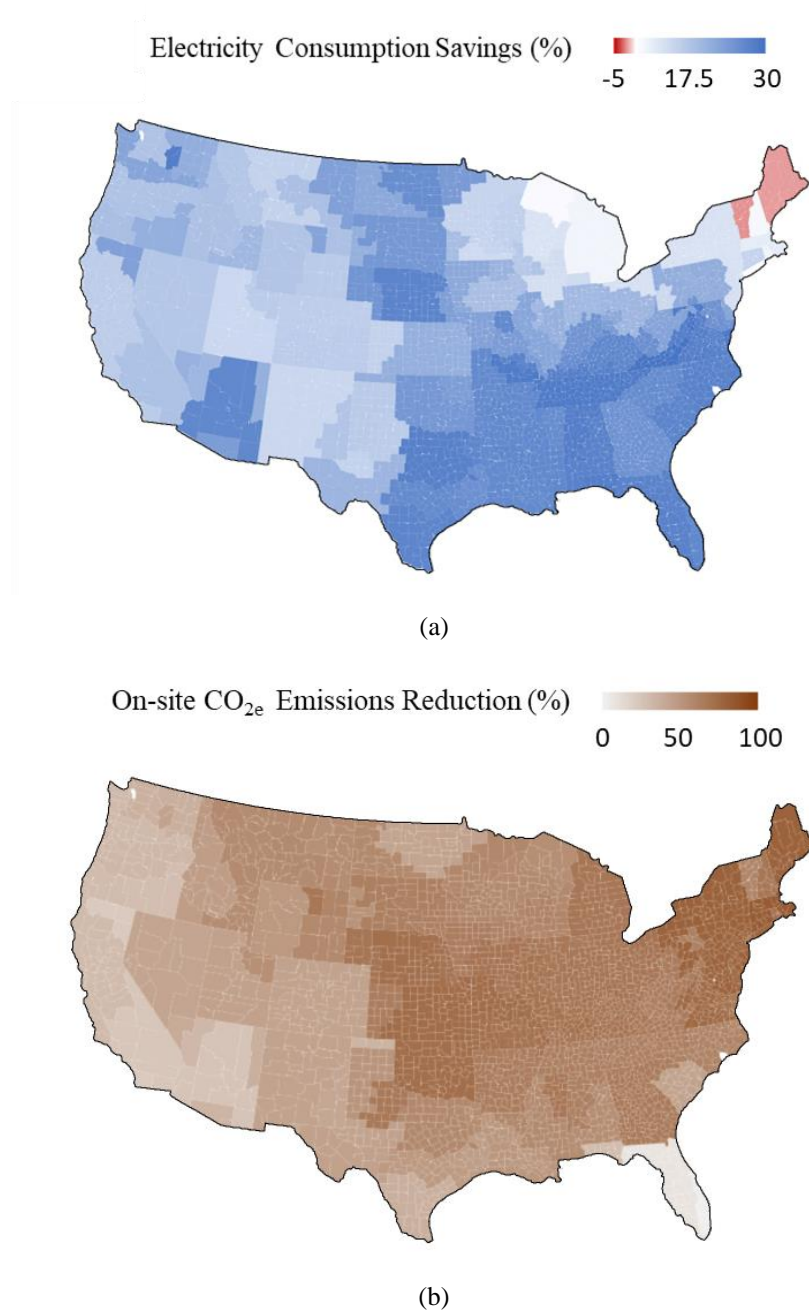 Electricity Consumption Savings (%)
-5 17.5 30
(a)
On-site CO2e Emissions Reduction (%)
0 50 100
(b)